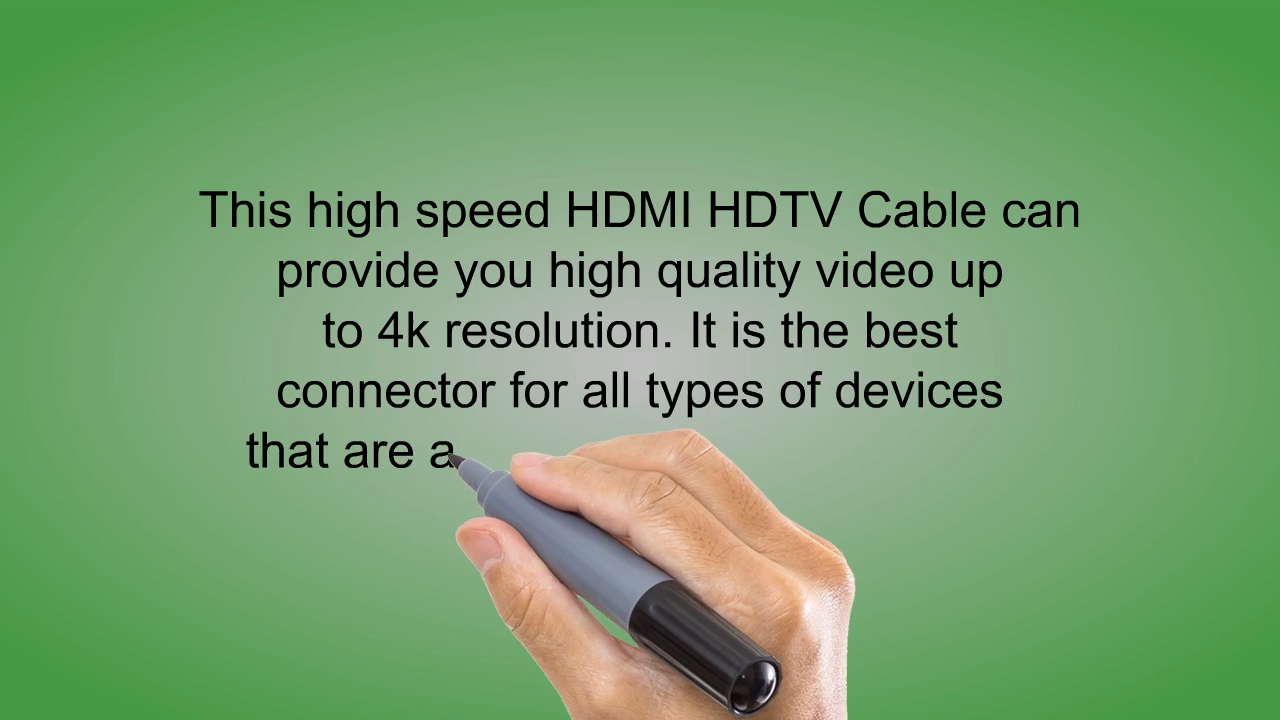 This high speed HDMI HDTV Cable can
provide you high quality video up
to 4k resolution. It is the best
connector for all types of devices
that are a